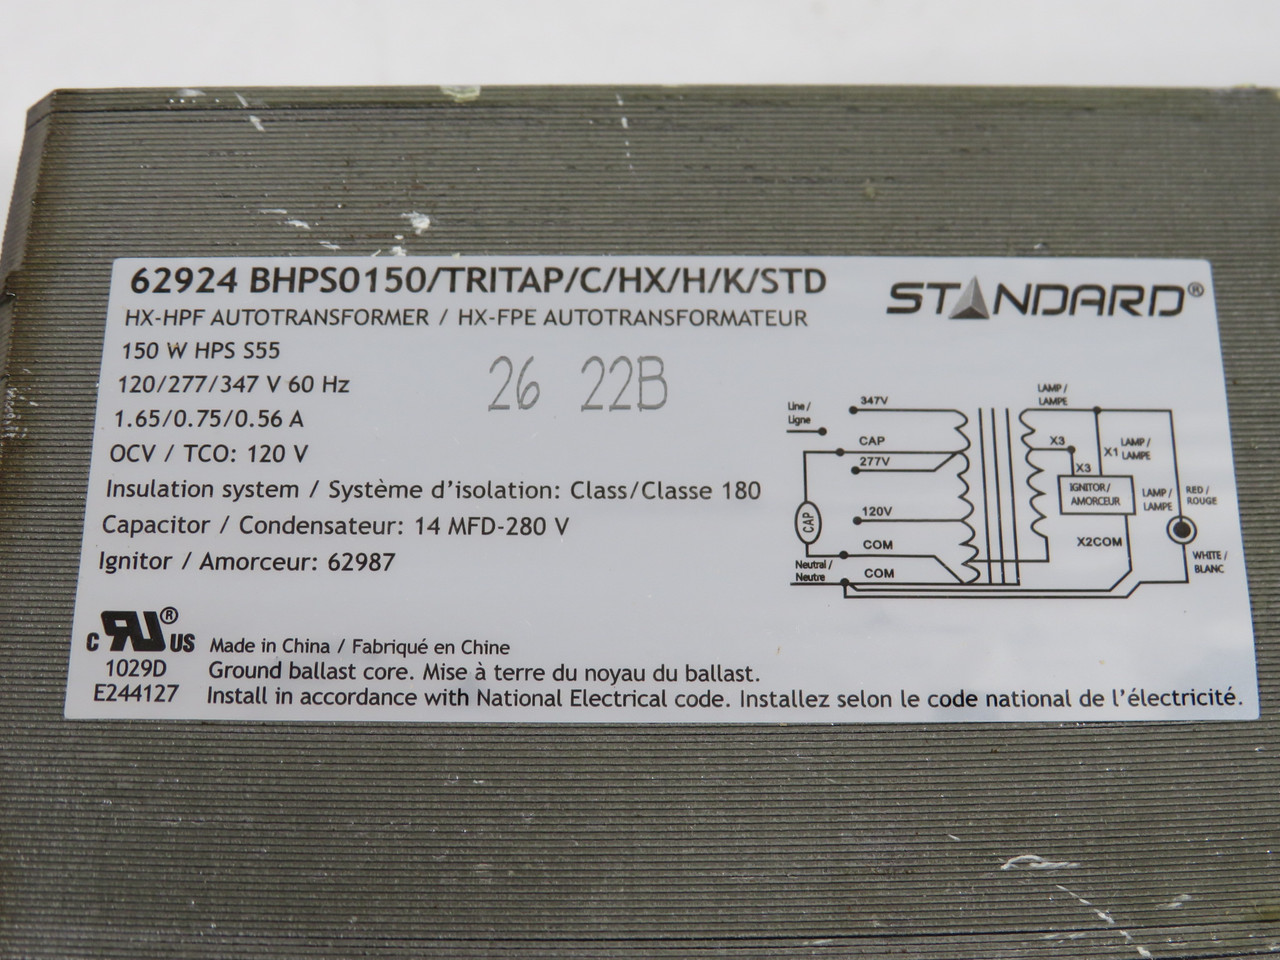 62924 BHPS0150/TRITAP/C/HX/H/K/STD
STANDARD®
HX-HPF AUTOTRANSFORMER / HX-FPE AUTOTRANSFORMATEUR
150 W HPS S55
120/277/347 V 60 Hz
26 22B
1.65/0.75/0.56 A
OCV / TCO: 120 V
Insulation system / Système d'isolation: Class/Classe 180
Capacitor / Condensateur: 14 MFD-280 V
Ignitor / Amorceur: 62987
Line /
Ligne
347V
CAP
277V
120V
COM
COM
CAP
Neutral /
Neutre
LAMP /
LAMPE
X3
X1
LAMP /
LAMPE
X3
IGNITOR/
AMORCEUR
LAMP /
LAMPE
RED /
ROUGE
X2COM
WHITE /
BLANC
c RU® US
1029D
E244127
Made in China / Fabriqué en Chine
Ground ballast core. Mise à terre du noyau du ballast.
Install in accordance with National Electrical code. Installez selon le code national de l'électricité.